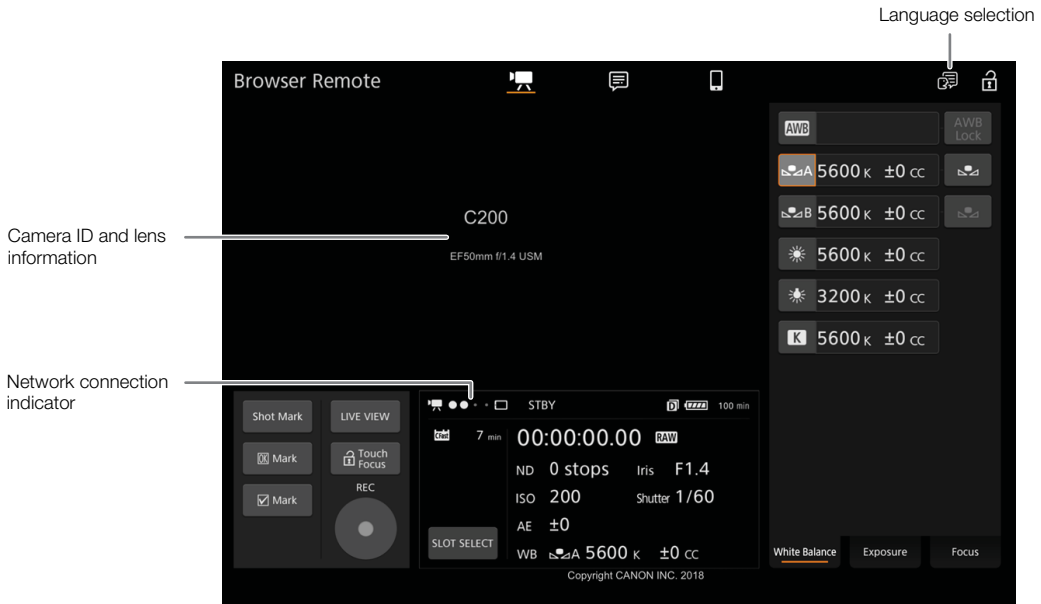 Language selection
Browser Remote
AWB
AWB
Lock
A 5600 K ±0 CC
B 5600 K ±0 CC
5600 K ±0 CC
3200 K ±0 CC
K 5600 K ±0 CC
C200
EF50mm f/1.4 USM
Camera ID and lens
information
Network connection
indicator
Shot Mark
LIVE VIEW
OK Mark
Touch
Focus
Mark
REC
STBY
100 min
CFast
7 min
00:00:00.00 RAW
ND 0 stops Iris F1.4
ISO 200 Shutter 1/60
AE ±0
SLOT SELECT
WB A 5600 K ±0 CC
White Balance
Exposure
Focus
Copyright CANON INC. 2018